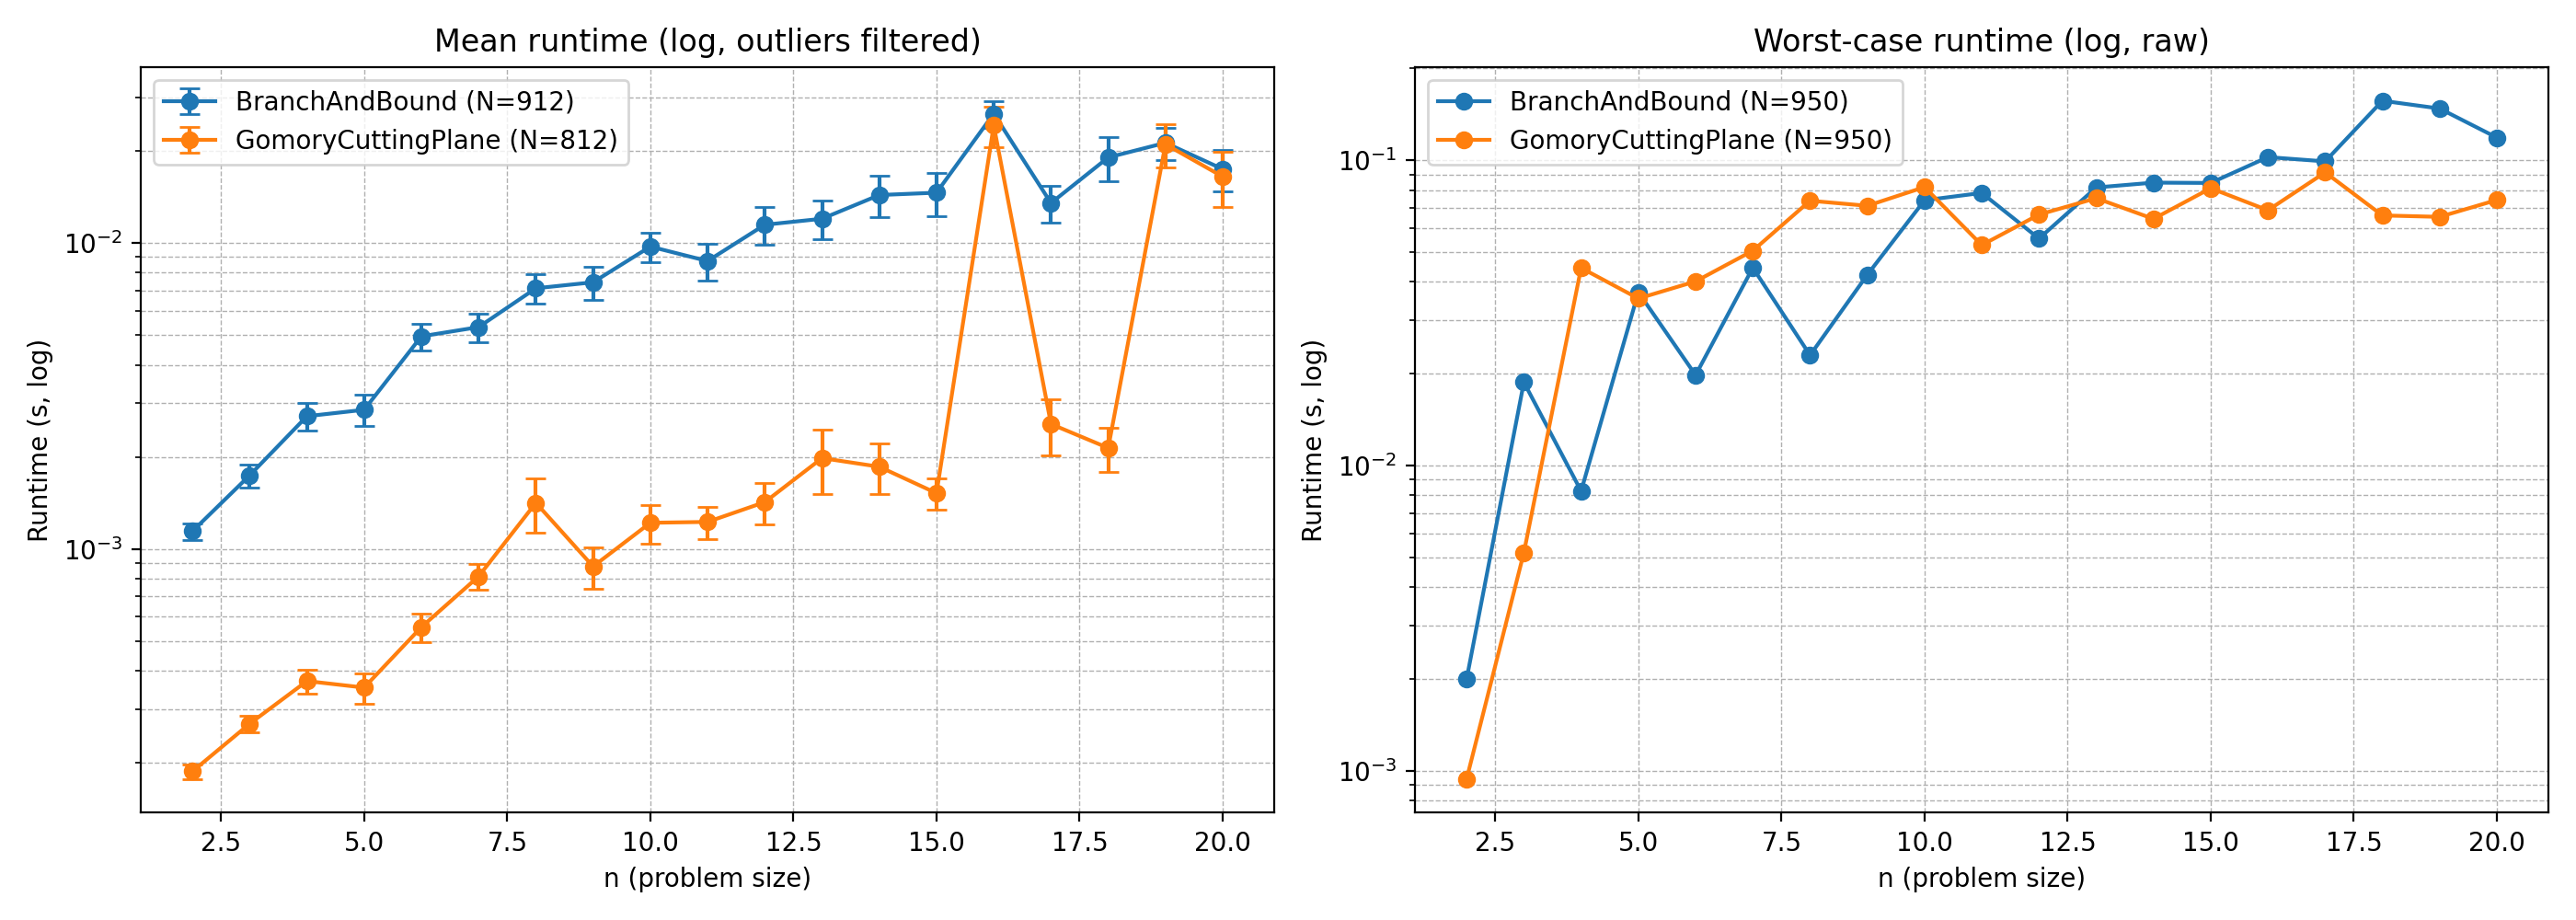 Mean runtime (log, outliers filtered)
BranchAndBound (N=912)
GomoryCuttingPlane (N=812)
Runtime (s, log)
10⁻²
10⁻³
2.5 5.0 7.5 10.0 12.5 15.0 17.5 20.0
n (problem size)
Worst-case runtime (log, raw)
BranchAndBound (N=950)
GomoryCuttingPlane (N=950)
Runtime (s, log)
10⁻¹
10⁻²
10⁻³
2.5 5.0 7.5 10.0 12.5 15.0 17.5 20.0
n (problem size)